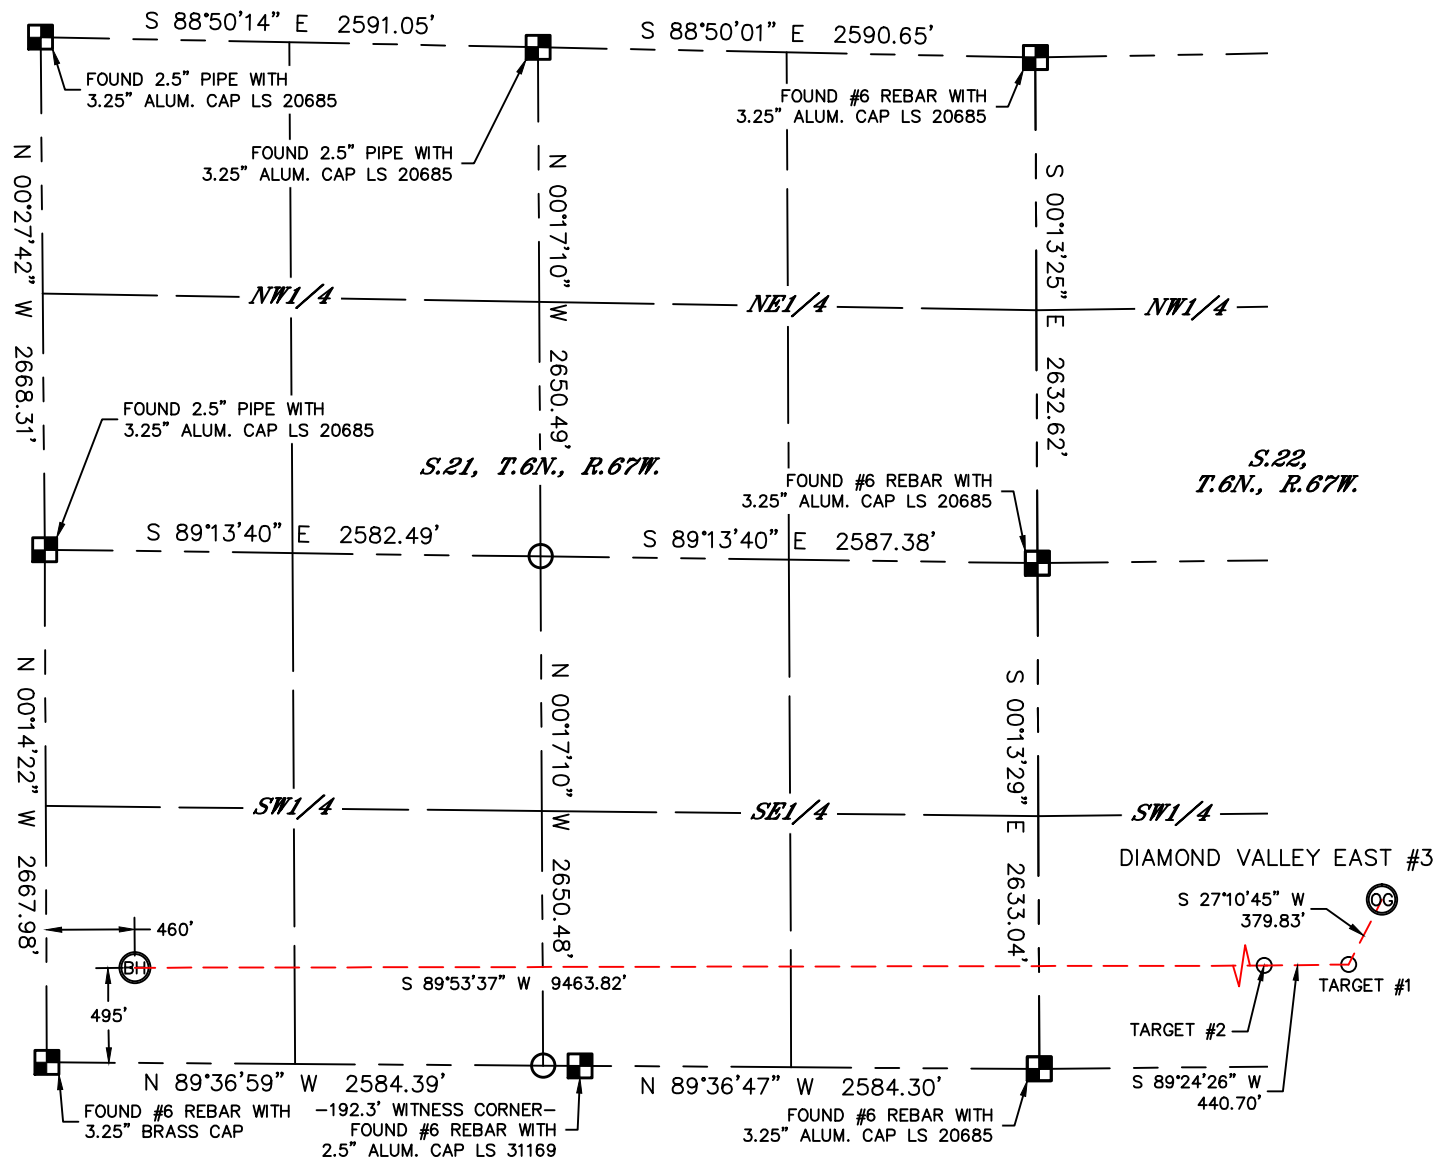 S 88°50'14" E 2591.05'
S 88°50'01" E 2590.65'
FOUND 2.5" PIPE WITH
3.25" ALUM. CAP LS 20685
FOUND 2.5" PIPE WITH
3.25" ALUM. CAP LS 20685
FOUND #6 REBAR WITH
3.25" ALUM. CAP LS 20685
N 00°27'42" W 2668.31'
N 00°17'10" W 2650.49'
S 00°13'25" E 2632.62'
NW1/4
NE1/4
NW1/4
FOUND 2.5" PIPE WITH
3.25" ALUM. CAP LS 20685
S.21, T.6N., R.67W.
S.22,
T.6N., R.67W.
FOUND #6 REBAR WITH
3.25" ALUM. CAP LS 20685
S 89°13'40" E 2582.49'
S 89°13'40" E 2587.38'
N 00°14'22" W 2667.98'
N 00°17'10" W 2650.48'
S 00°13'29" E 2633.04'
SW1/4
SE1/4
SW1/4
DIAMOND VALLEY EAST #3
OG
S 27°10'45" W
379.83'
460'
BH
495'
S 89°53'37" W 9463.82'
TARGET #1
TARGET #2
S 89°24'26" W
440.70'
N 89°36'59" W 2584.39'
N 89°36'47" W 2584.30'
FOUND #6 REBAR WITH
3.25" BRASS CAP
-192.3' WITNESS CORNER-
FOUND #6 REBAR WITH
2.5" ALUM. CAP LS 31169
FOUND #6 REBAR WITH
3.25" ALUM. CAP LS 20685